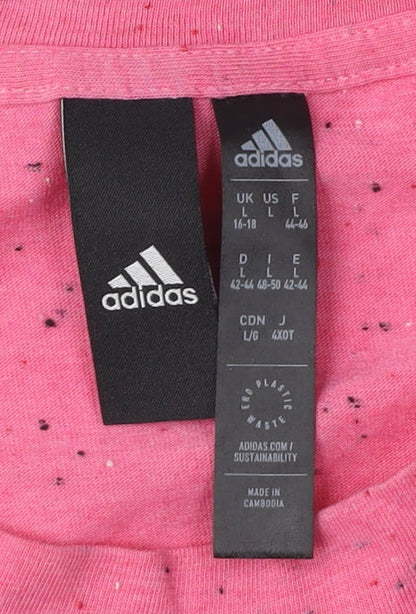 adidas
adidas
UK US F
L L L
16-18 44-46
D I E
L L L
42-44 48-50 42-44
CDN J
L/G 4XOT
END PLASTIC WASTE
ADIDAS.COM/
SUSTAINABILITY
MADE IN
CAMBODIA